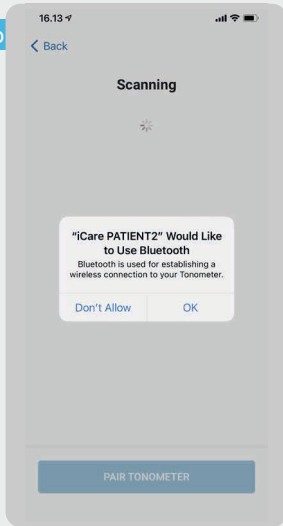 16.13
Back
Scanning
“iCare PATIENT2” Would Like
to Use Bluetooth
Bluetooth is used for establishing a
wireless connection to your Tonometer.
Don't Allow
OK
PAIR TONOMETER